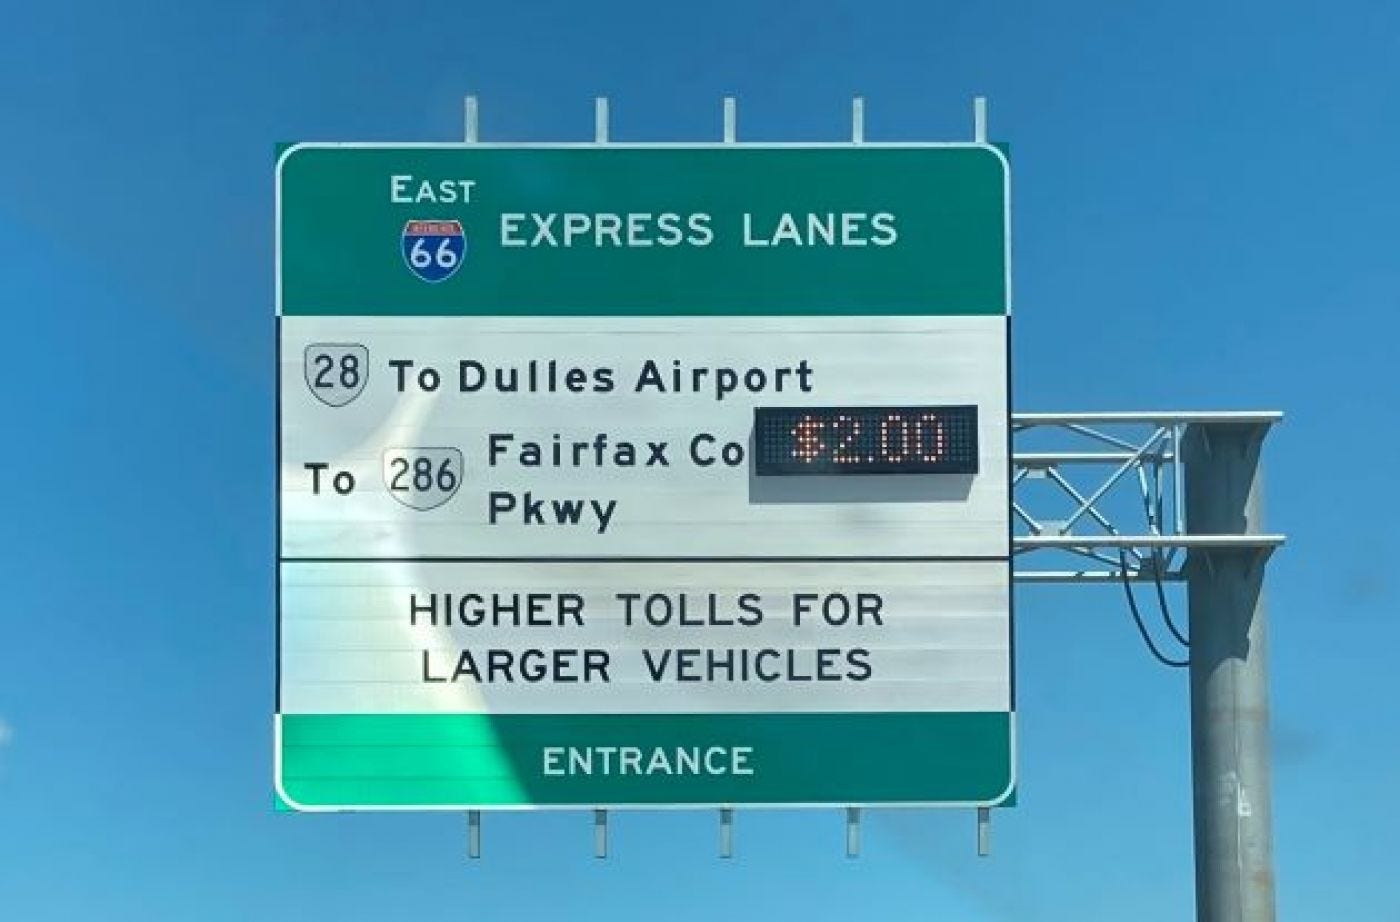 EAST
INTERSTATE
66
EXPRESS LANES
28 To Dulles Airport
To 286 Fairfax Co
Pkwy
$2.00
HIGHER TOLLS FOR
LARGER VEHICLES
ENTRANCE